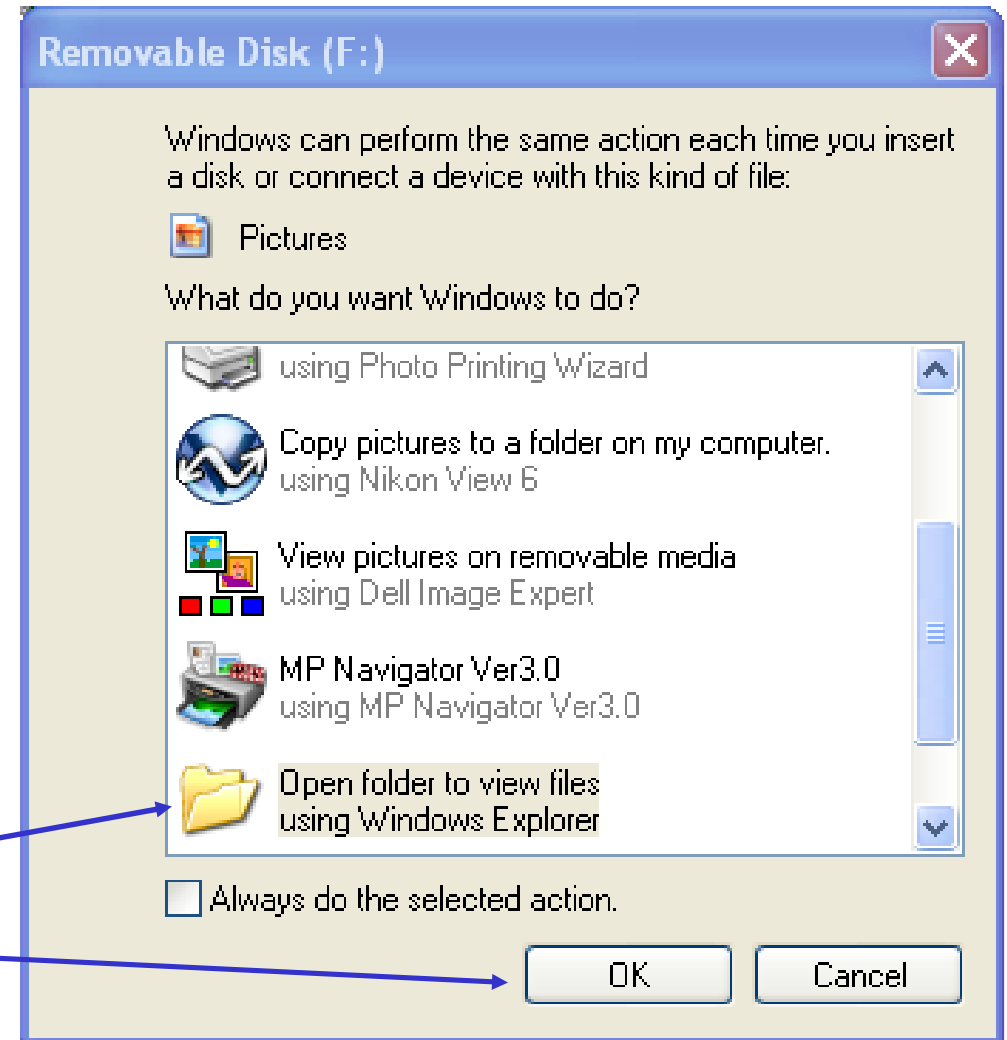 Removable Disk (F:)
Windows can perform the same action each time you insert
a disk or connect a device with this kind of file:
Pictures
What do you want Windows to do?
using Photo Printing Wizard
Copy pictures to a folder on my computer.
using Nikon View 6
View pictures on removable media
using Dell Image Expert
MP Navigator Ver3.0
using MP Navigator Ver3.0
Open folder to view files
using Windows Explorer
Always do the selected action.
OK
Cancel